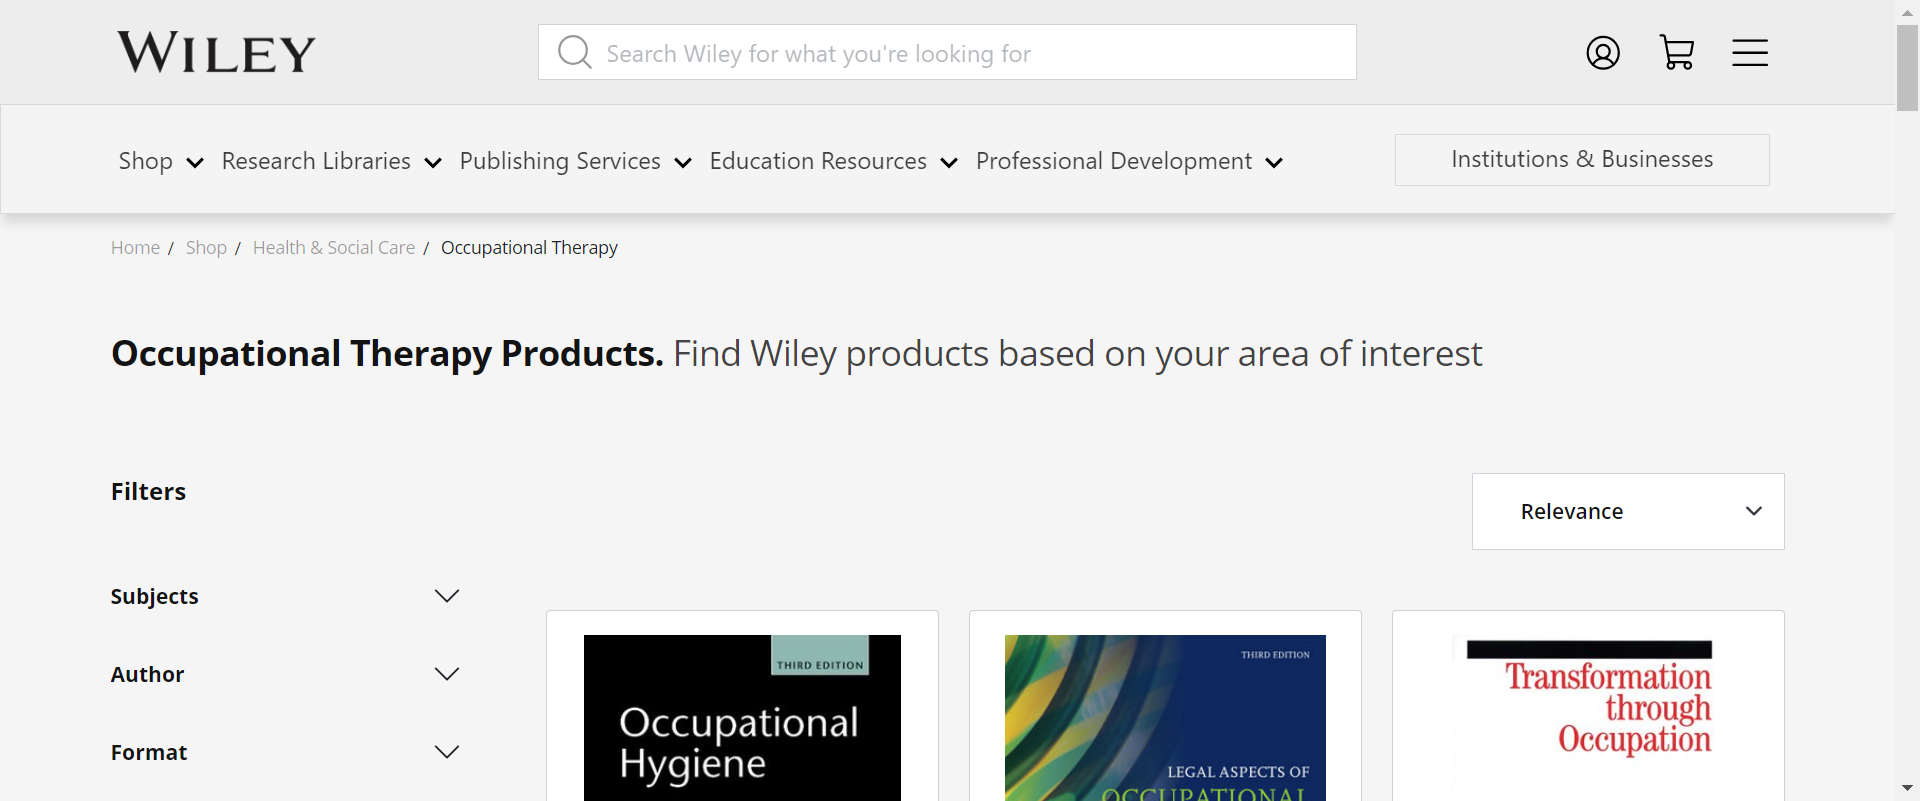 WILEY
Search Wiley for what you're looking for
Shop Research Libraries Publishing Services Education Resources Professional Development Institutions & Businesses
Home / Shop / Health & Social Care / Occupational Therapy
Occupational Therapy Products. Find Wiley products based on your area of interest
Filters
Relevance
Subjects
Author
Format
THIRD EDITION
Occupational
Hygiene
THIRD EDITION
LEGAL ASPECTS OF
OCCUPATIONAL
Transformation
through
Occupation